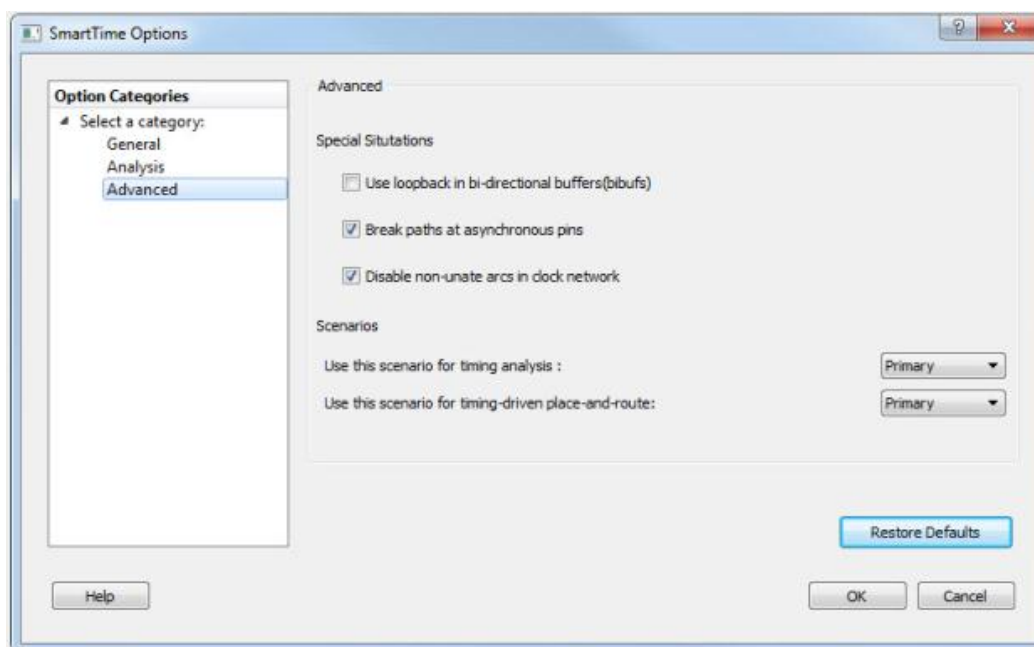 SmartTime Options
Option Categories
Select a category:
General
Analysis
Advanced
Advanced
Special Situtations
Use loopback in bi-directional buffers(bibufs)
Break paths at asynchronous pins
Disable non-unate arcs in clock network
Scenarios
Use this scenario for timing analysis : Primary
Use this scenario for timing-driven place-and-route: Primary
Restore Defaults
Help OK Cancel